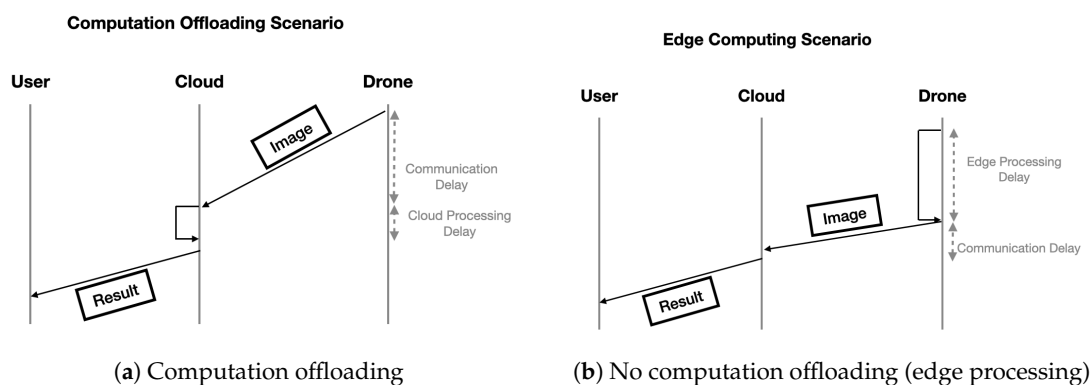 Computation Offloading Scenario
User
Cloud
Drone
Image
Communication
Delay
Cloud Processing
Delay
Result
(a) Computation offloading
Edge Computing Scenario
User
Cloud
Drone
Edge Processing
Delay
Image
Communication Delay
Result
(b) No computation offloading (edge processing)